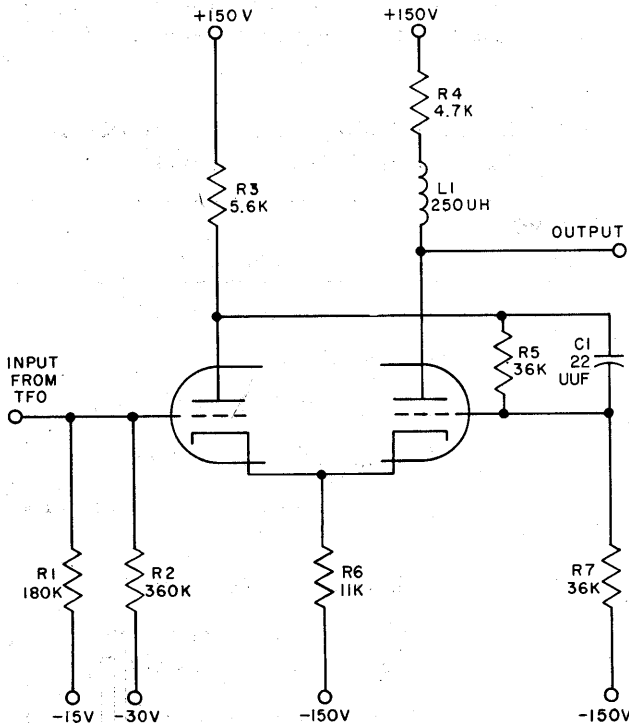 +150V
+150V
R4
4.7K
R3
5.6K
L1
250UH
OUTPUT
INPUT
FROM
TFO
R5
36K
C1
22
UUF
R1
180K
R2
360K
R6
11K
R7
36K
-15V
-30V
-150V
-150V